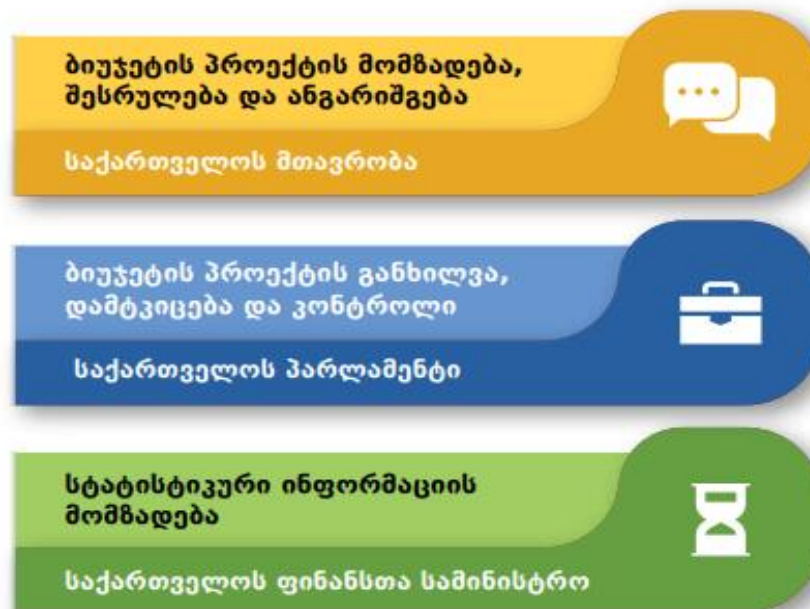 ბიუჯეტის პროექტის მომზადება,
შესრულება და ანგარიშგება
საქართველოს მთავრობა
ბიუჯეტის პროექტის განხილვა,
დამტკიცება და კონტროლი
საქართველოს პარლამენტი
სტატისტიკური ინფორმაციის
მომზადება
საქართველოს ფინანსთა სამინისტრო